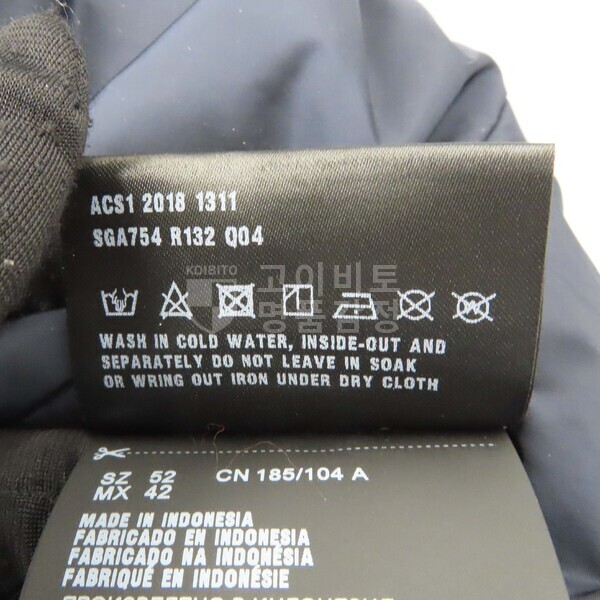 ACS1 2018 1311
SGA754 R132 Q04
KOIBITO
고이비토
명품감정
WASH IN COLD WATER, INSIDE-OUT AND
SEPARATELY DO NOT LEAVE IN SOAK
OR WRING OUT IRON UNDER DRY CLOTH
SZ 52 CN 185/104 A
MX 42
MADE IN INDONESIA
FABRICADO EN INDONESIA
FABRICADO NA INDONÉSIA
FABRIQUÉ EN INDONÉSIE